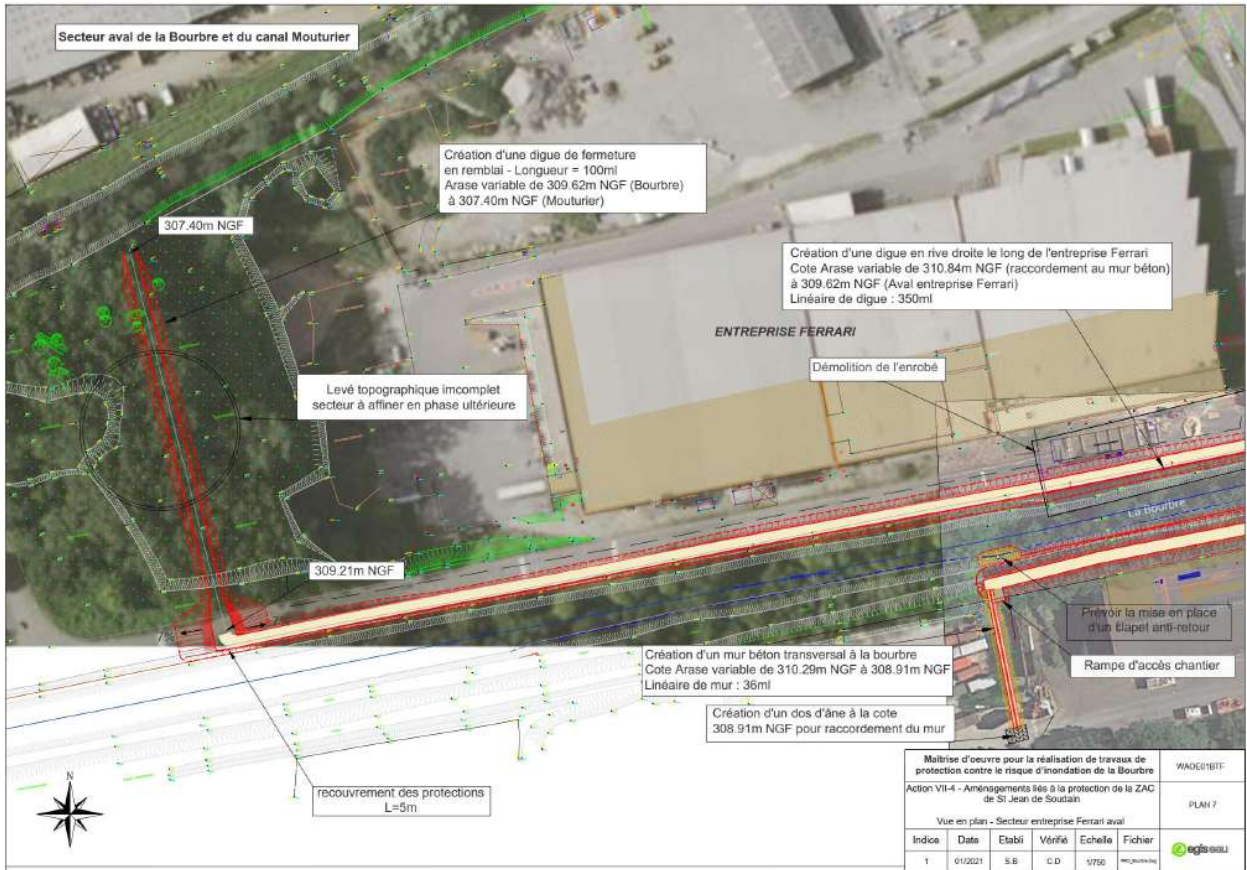 Secteur aval de la Bourbre et du canal Mouturier
Création d'une digue de fermeture
en remblai - Longueur = 100ml
Arase variable de 309.62m NGF (Bourbre)
à 307.40m NGF (Mouturier)
307.40m NGF
Création d'une digue en rive droite le long de l'entreprise Ferrari
Cote Arase variable de 310.84m NGF (raccordement au mur béton)
à 309.62m NGF (Aval entreprise Ferrari)
Linéaire de digue : 350ml
ENTREPRISE FERRARI
Démolition de l'enrobé
Levé topographique imcomplet
secteur à affiner en phase ultérieure
La Bourbre
309.21m NGF
7%
7%
Prévoir la mise en place
d'un clapet anti-retour
Création d'un mur béton transversal à la bourbre
Cote Arase variable de 310.29m NGF à 308.91m NGF
Linéaire de mur : 36ml
Rampe d'accès chantier
Création d'un dos d'âne à la cote
308.91m NGF pour raccordement du mur
recouvrement des protections
L=5m
N
Maîtrise d'oeuvre pour la réalisation de travaux de
protection contre le risque d'inondation de la Bourbre
WADE01BTF
Action VII-4 - Aménagements liés à la protection de la ZAC
de St Jean de Soudain
PLAN 7
Vue en plan - Secteur entreprise Ferrari aval
Indice Date Etabli Vérifié Echelle Fichier
1 01/2021 S.B C.D 1/750
egis eau